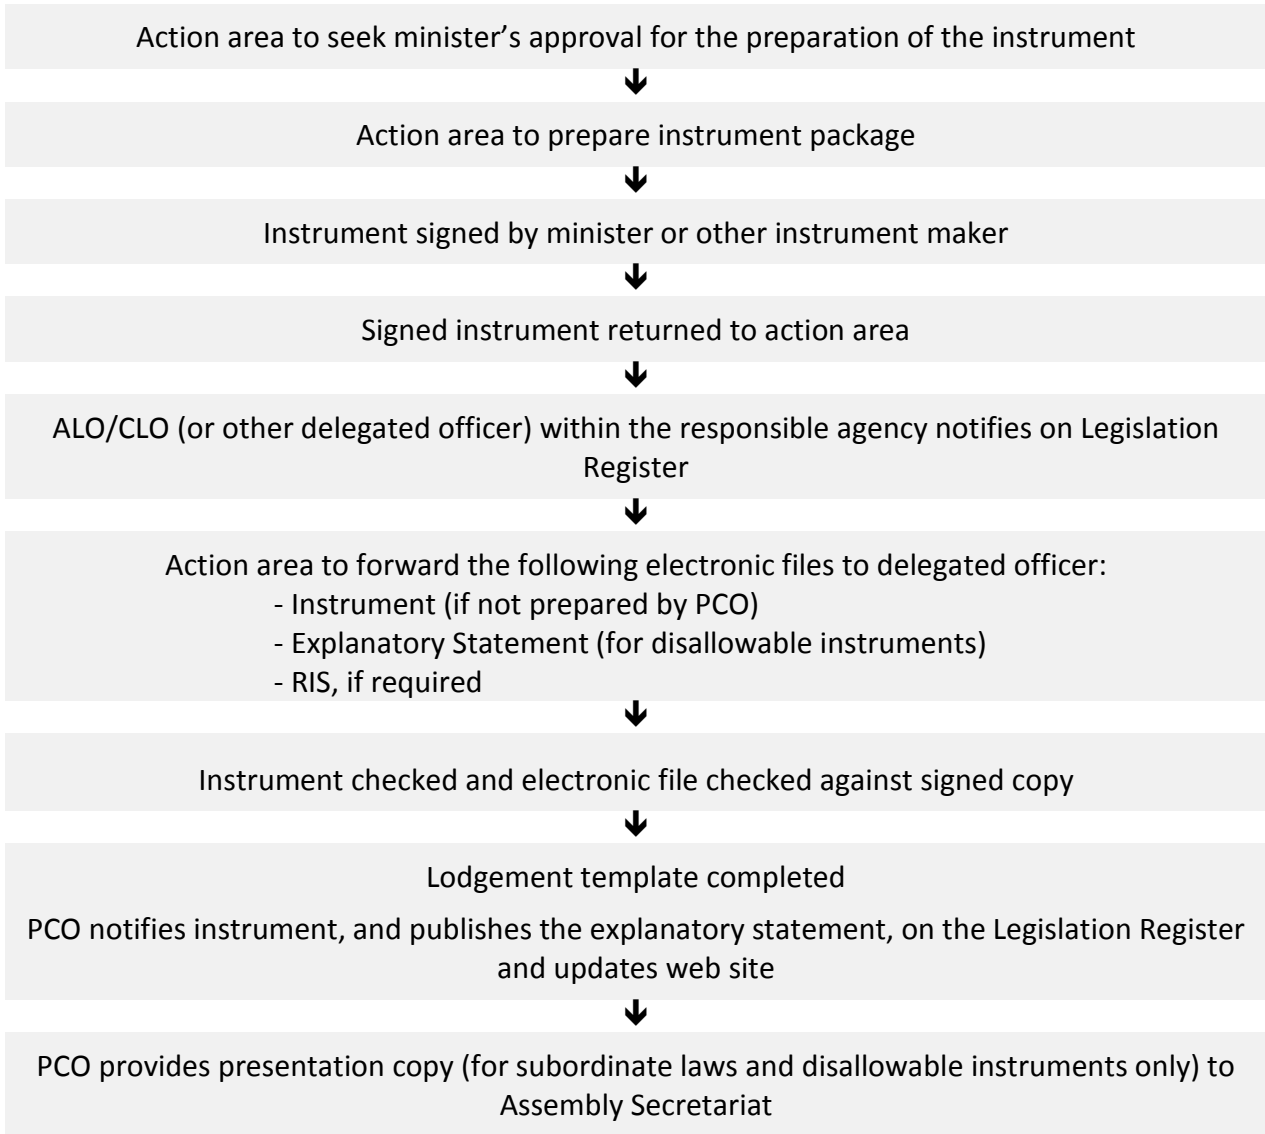 Action area to seek minister’s approval for the preparation of the instrument
Action area to prepare instrument package
Instrument signed by minister or other instrument maker
Signed instrument returned to action area
ALO/CLO (or other delegated officer) within the responsible agency notifies on Legislation
Register
Action area to forward the following electronic files to delegated officer:
- Instrument (if not prepared by PCO)
- Explanatory Statement (for disallowable instruments)
- RIS, if required
Instrument checked and electronic file checked against signed copy
Lodgement template completed
PCO notifies instrument, and publishes the explanatory statement, on the Legislation Register
and updates web site
PCO provides presentation copy (for subordinate laws and disallowable instruments only) to
Assembly Secretariat